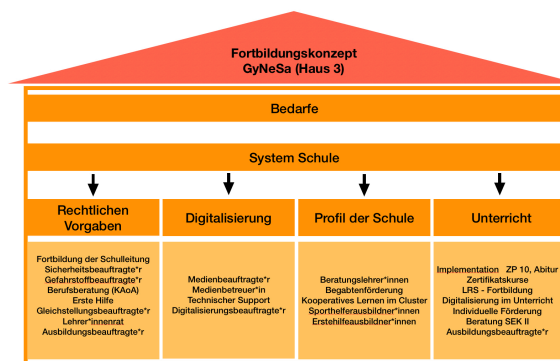 Fortbildungskonzept
GyNeSa (Haus 3)
Bedarfe
System Schule
Rechtlichen
Vorgaben
Fortbildung der Schulleitung
Sicherheitsbeauftragte*r
Gefahrstoffbeauftragte*r
Berufsberatung (KAoA)
Erste Hilfe
Gleichstellungsbeauftragte*r
Lehrer*innenrat
Ausbildungsbeauftragte*r
Digitalisierung
Medienbeauftragte*r
Medienbetreuer*in
Technischer Support
Digitalisierungsbeauftragte*r
Profil der Schule
Beratungslehrer*innen
Begabtenförderung
Kooperatives Lernen im Cluster
Sporthelferausbildner*innen
Erstehilfeausbildner*innen
Unterricht
Implementation ZP 10, Abitur
Zertifikatskurse
LRS - Fortbildung
Digitalisierung im Unterricht
Individuelle Förderung
Beratung SEK II
Ausbildungsbeauftragte*r